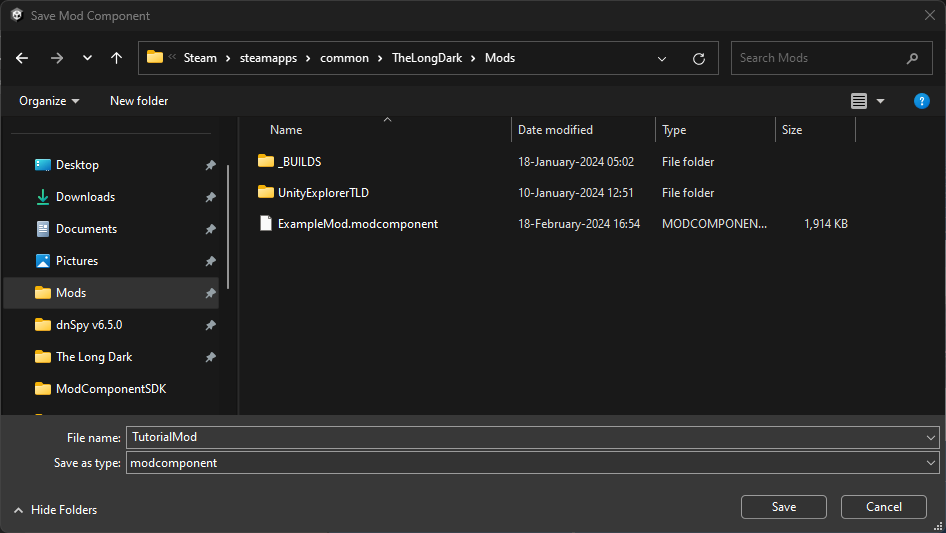 Save Mod Component
« Steam > steamapps > common > TheLongDark > Mods
Search Mods
Organize New folder
?
Name Date modified Type Size
Desktop
Downloads
Documents
Pictures
Mods
dnSpy v6.5.0
The Long Dark
ModComponentSDK
_BUILDS 18-January-2024 05:02 File folder
UnityExplorerTLD 10-January-2024 12:51 File folder
ExampleMod.modcomponent 18-February-2024 16:54 MODCOMPONEN... 1,914 KB
File name: TutorialMod
Save as type: modcomponent
Hide Folders
Save Cancel